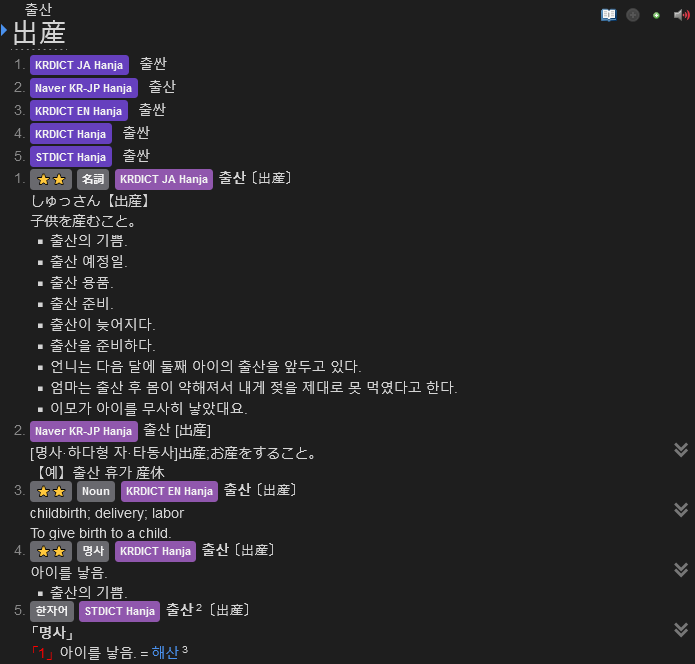 출산
出産
1. KRDICT JA Hanja 출싼
2. Naver KR-JP Hanja 출산
3. KRDICT EN Hanja 출싼
4. KRDICT Hanja 출싼
5. STDICT Hanja 출싼
1. ★★ 名詞 KRDICT JA Hanja 출산〔出産〕
しゅっさん【出産】
子供を産むこと。
▪ 출산의 기쁨.
▪ 출산 예정일.
▪ 출산 용품.
▪ 출산 준비.
▪ 출산이 늦어지다.
▪ 출산을 준비하다.
▪ 언니는 다음 달에 둘째 아이의 출산을 앞두고 있다.
▪ 엄마는 출산 후 몸이 약해져서 내게 젖을 제대로 못 먹였다고 한다.
▪ 이모가 아이를 무사히 낳았대요.
2. Naver KR-JP Hanja 출산 [出産]
[명사·하다형 자·타동사]出産;お産をすること。
【예】출산 휴가 産休
3. ★★ Noun KRDICT EN Hanja 출산〔出産〕
childbirth; delivery; labor
To give birth to a child.
4. ★★ 명사 KRDICT Hanja 출산〔出産〕
아이를 낳음.
▪ 출산의 기쁨.
5. 한자어 STDICT Hanja 출산²〔出産〕
「명사」
「1」아이를 낳음. = 해산³